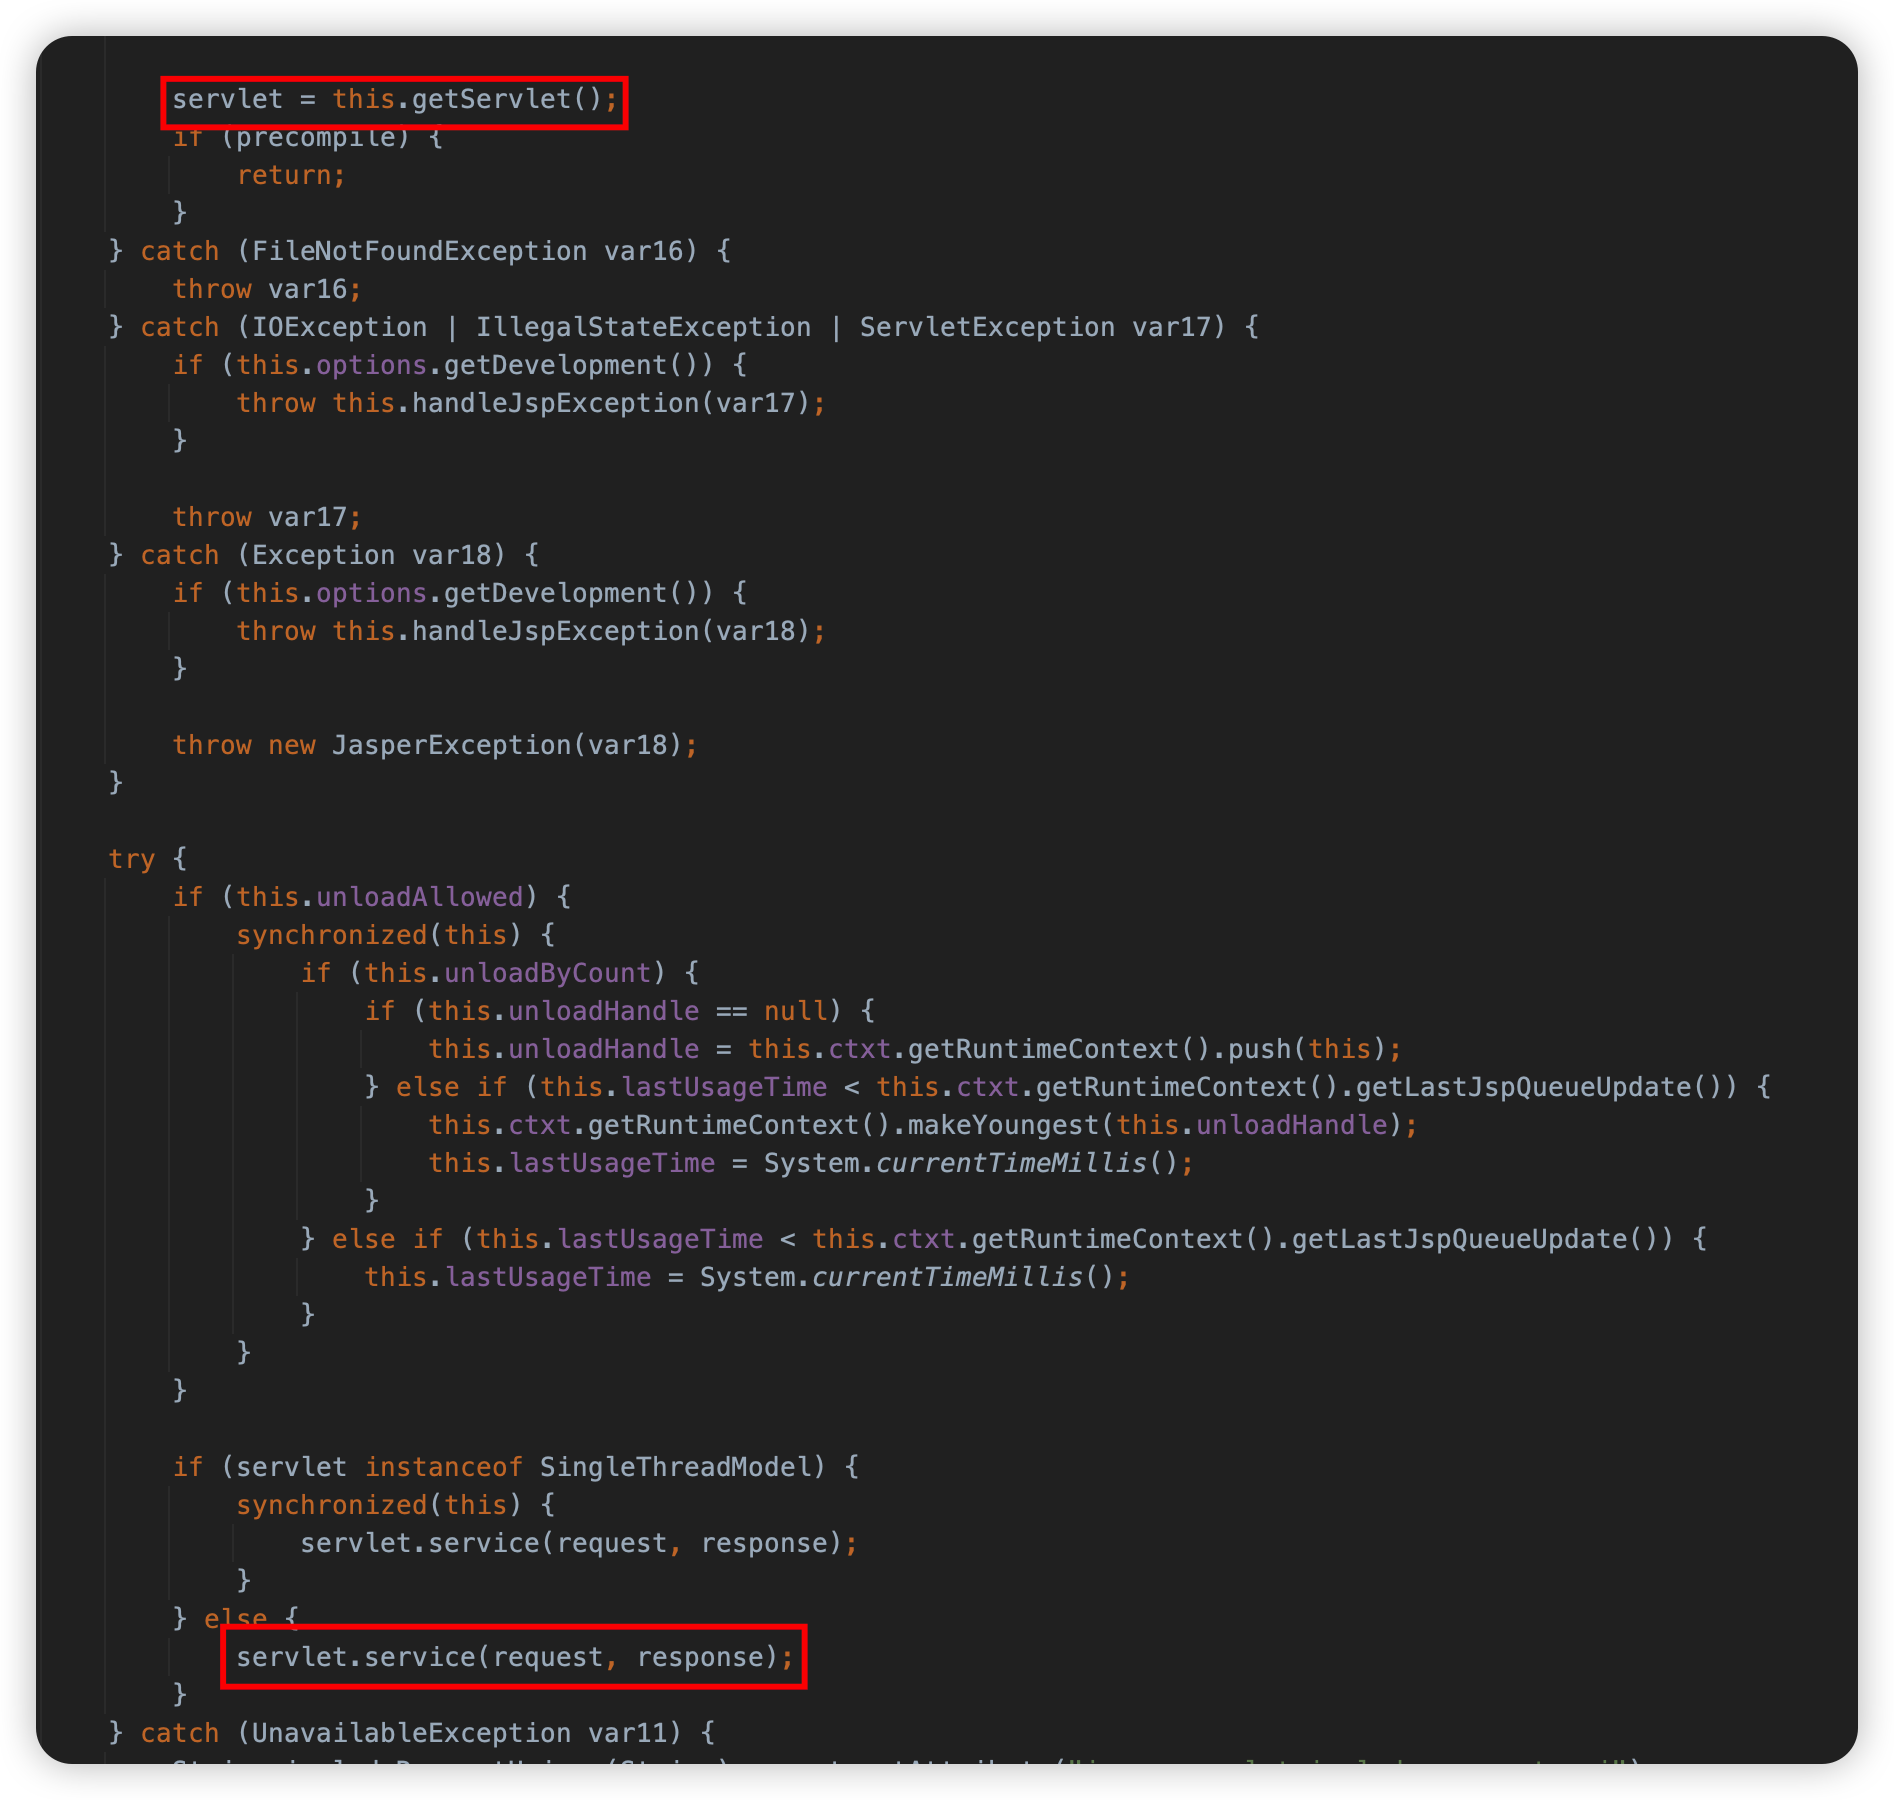 servlet = this.getServlet();
if (precompile) {
return;
}
} catch (FileNotFoundException var16) {
throw var16;
} catch (IOException | IllegalStateException | ServletException var17) {
if (this.options.getDevelopment()) {
throw this.handleJspException(var17);
}
throw var17;
} catch (Exception var18) {
if (this.options.getDevelopment()) {
throw this.handleJspException(var18);
}
throw new JasperException(var18);
}
try {
if (this.unloadAllowed) {
synchronized(this) {
if (this.unloadByCount) {
if (this.unloadHandle == null) {
this.unloadHandle = this.ctxt.getRuntimeContext().push(this);
} else if (this.lastUsageTime < this.ctxt.getRuntimeContext().getLastJspQueueUpdate()) {
this.ctxt.getRuntimeContext().makeYoungest(this.unloadHandle);
this.lastUsageTime = System.currentTimeMillis();
}
} else if (this.lastUsageTime < this.ctxt.getRuntimeContext().getLastJspQueueUpdate()) {
this.lastUsageTime = System.currentTimeMillis();
}
}
}
if (servlet instanceof SingleThreadModel) {
synchronized(this) {
servlet.service(request, response);
}
} else {
servlet.service(request, response);
}
} catch (UnavailableException var11) {